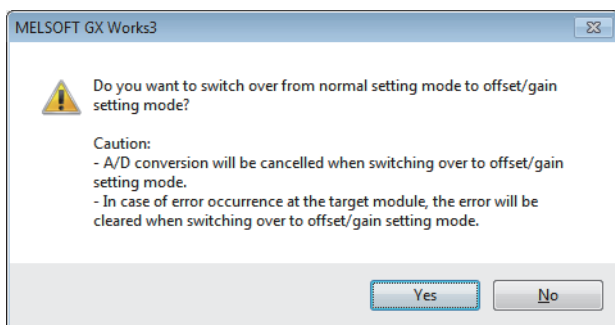 MELSOFT GX Works3
Do you want to switch over from normal setting mode to offset/gain
setting mode?
Caution:
- A/D conversion will be cancelled when switching over to offset/gain
setting mode.
- In case of error occurrence at the target module, the error will be
cleared when switching over to offset/gain setting mode.
Yes
No